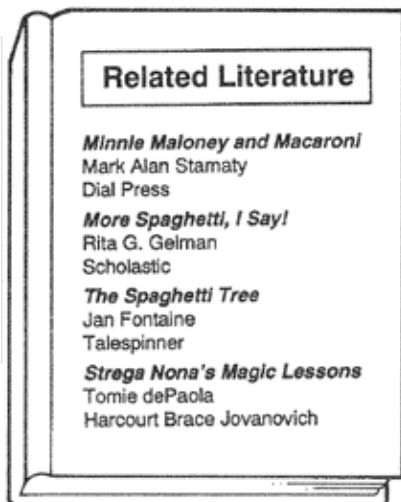 Related Literature
Minnie Maloney and Macaroni
Mark Alan Stamaty
Dial Press
More Spaghetti, I Say!
Rita G. Gelman
Scholastic
The Spaghetti Tree
Jan Fontaine
Talespinner
Strega Nona's Magic Lessons
Tomie dePaola
Harcourt Brace Jovanovich